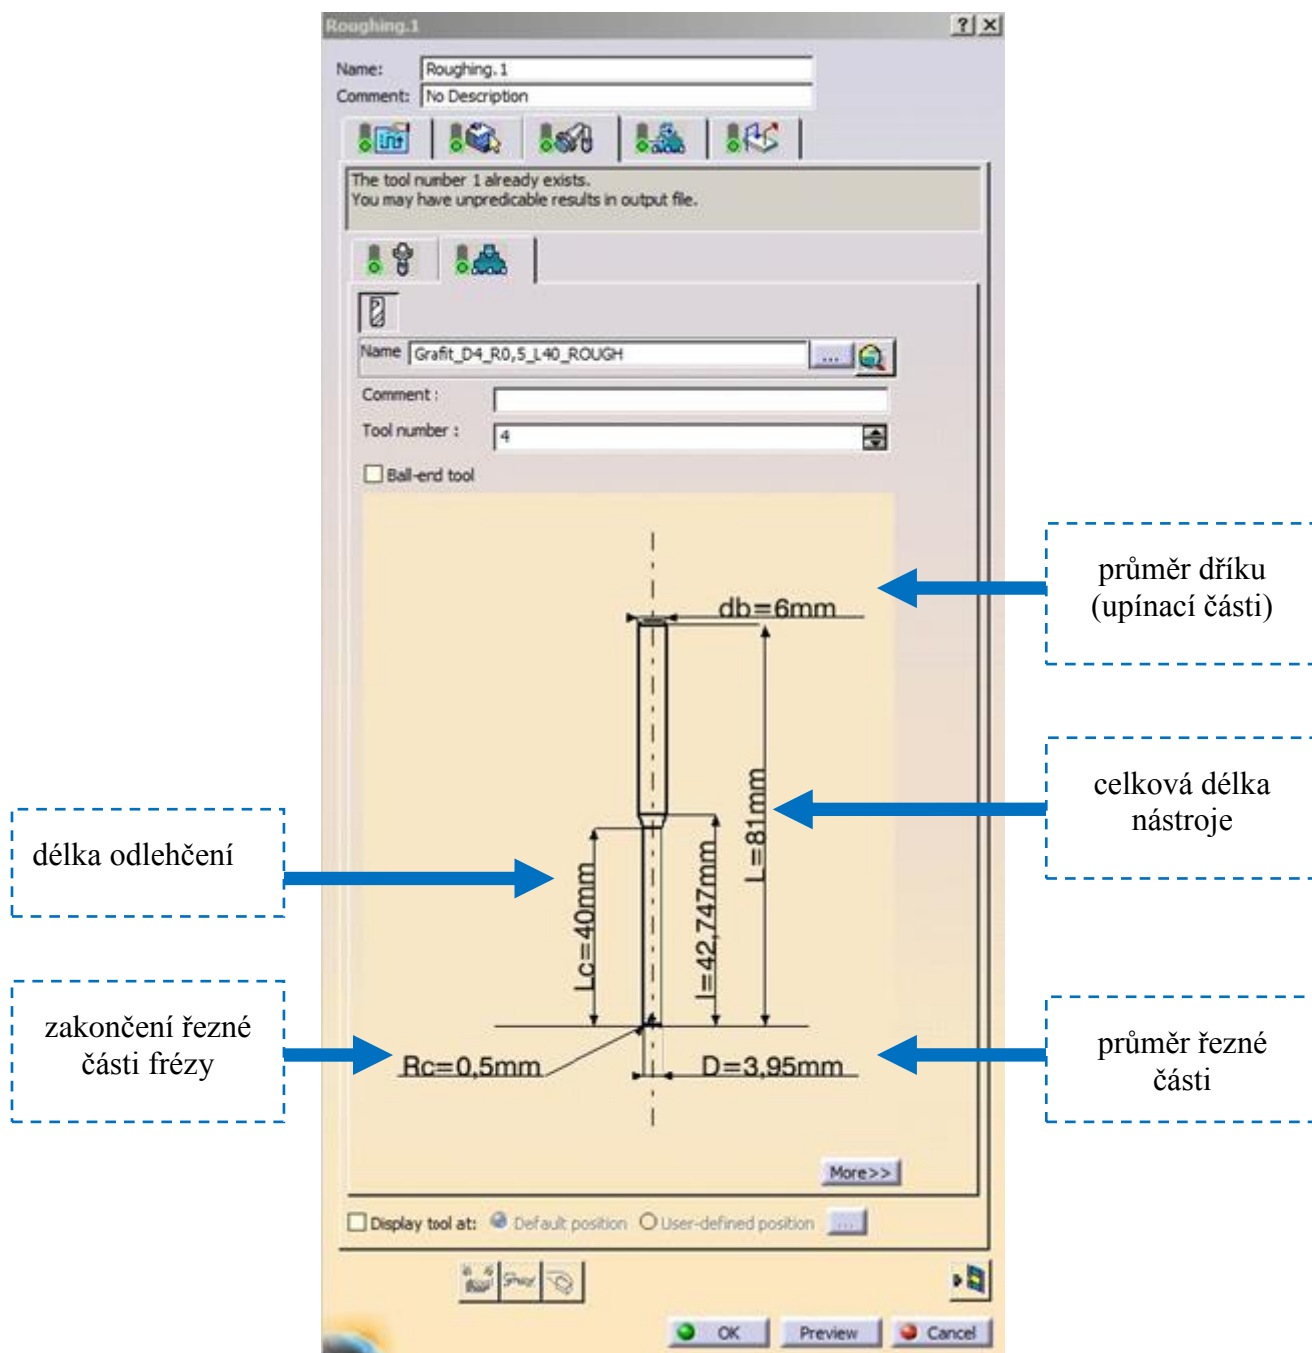 Roughing.1
Name:
Roughing.1
Comment:
No Description
The tool number 1 already exists.
You may have unpredicable results in output file.
Name
Grafit_D4_R0,5_L40_ROUGH
...
Comment :
Tool number :
4
Ball-end tool
db=6mm
L=81mm
Lc=40mm
l=42,747mm
Rc=0,5mm
D=3,95mm
průměr dříku
(upínací části)
celková délka
nástroje
délka odlehčení
zakončení řezné
části frézy
průměr řezné
části
More>>
Display tool at:
Default position
User-defined position
...
OK
Preview
Cancel